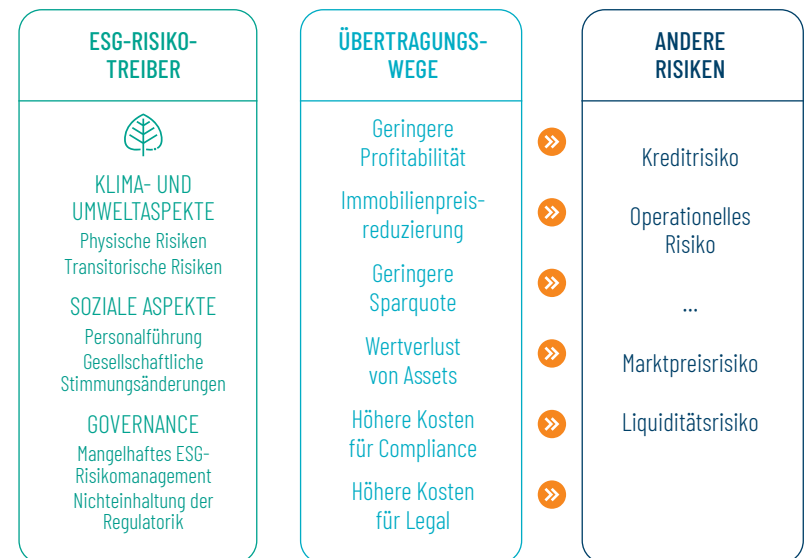 ESG-RISIKO-
TREIBER
KLIMA- UND
UMWELTASPEKTE
Physische Risiken
Transitorische Risiken
SOZIALE ASPEKTE
Personalführung
Gesellschaftliche
Stimmungsänderungen
GOVERNANCE
Mangelhaftes ESG-
Risikomanagement
Nichteinhaltung der
Regulatorik
ÜBERTRAGUNGS-
WEGE
Geringere
Profitabilität
Immobilienpreis-
reduzierung
Geringere
Sparquote
Wertverlust
von Assets
Höhere Kosten
für Compliance
Höhere Kosten
für Legal
ANDERE
RISIKEN
Kreditrisiko
Operationelles
Risiko
...
Marktpreisrisiko
Liquiditätsrisiko